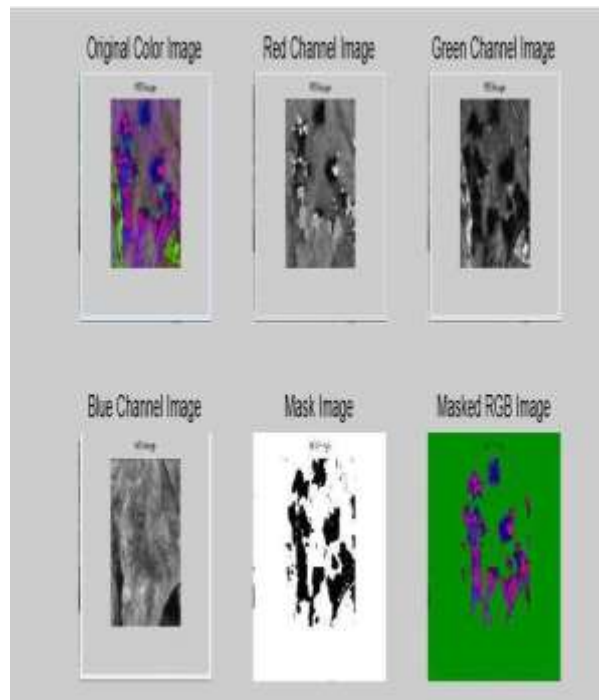 Original Color Image
Red Channel Image
Green Channel Image
Blue Channel Image
Mask Image
Masked RGB Image